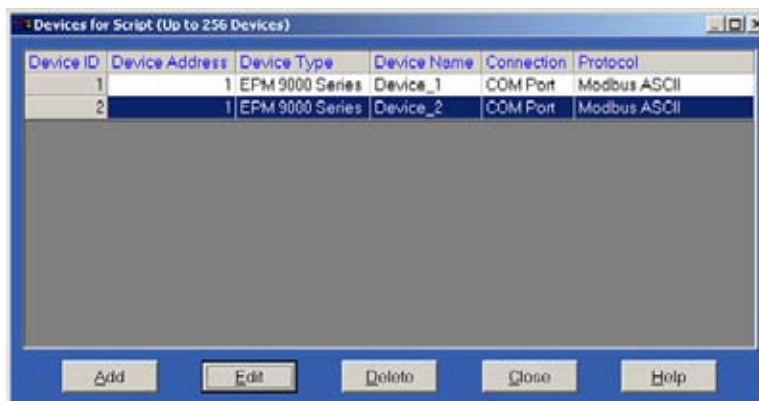 Devices for Script (Up to 256 Devices)
Device ID Device Address Device Type Device Name Connection Protocol
1 1 EPM 9000 Series Device_1 COM Port Modbus ASCII
2 1 EPM 9000 Series Device_2 COM Port Modbus ASCII
Add Edit Delete Close Help